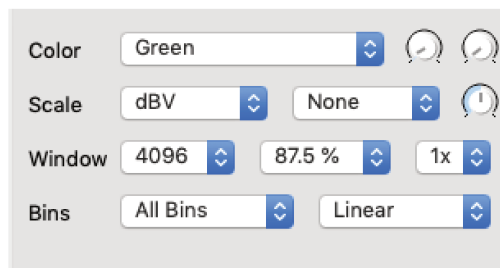 Color Green
Scale dBV None
Window 4096 87.5 % 1x
Bins All Bins Linear